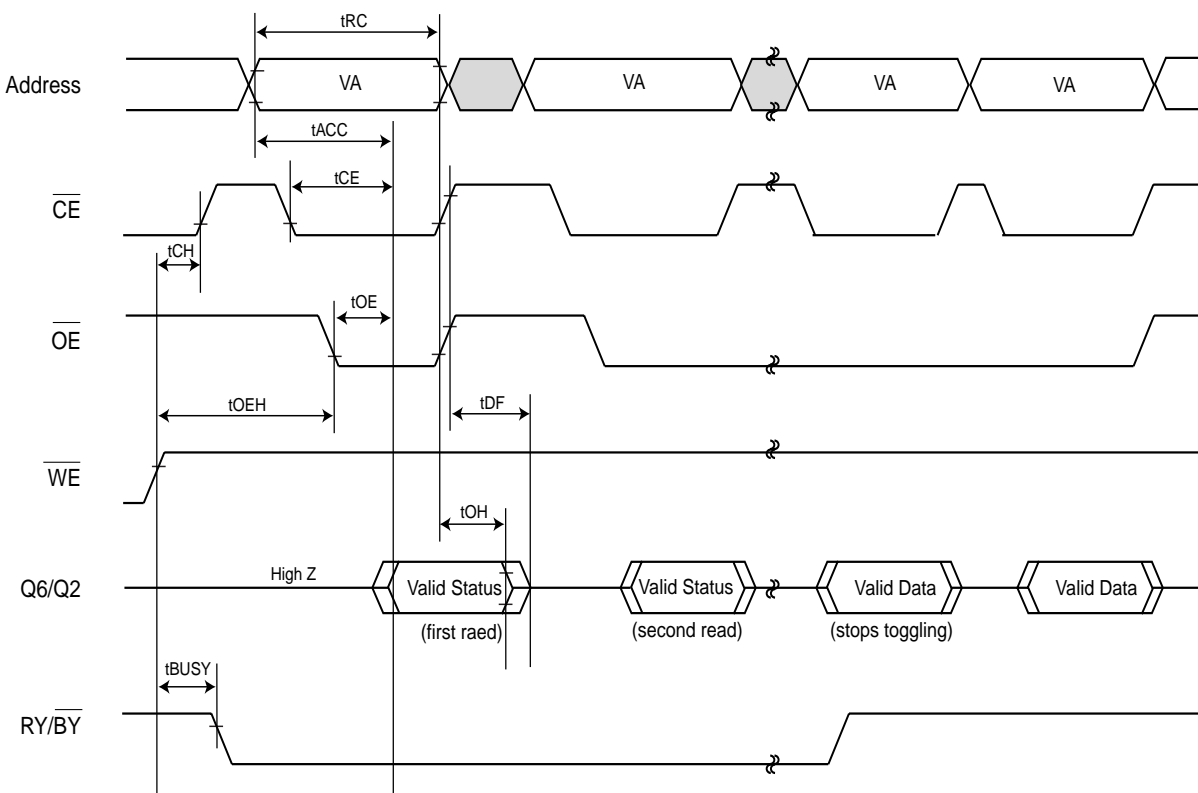 tRC
Address
VA
VA
VA
VA
tACC
tCE
CE
tCH
tOE
OE
tOEH
tDF
WE
tOH
Q6/Q2
High Z
Valid Status
Valid Status
Valid Data
Valid Data
(first raed)
(second read)
(stops toggling)
tBUSY
RY/BY